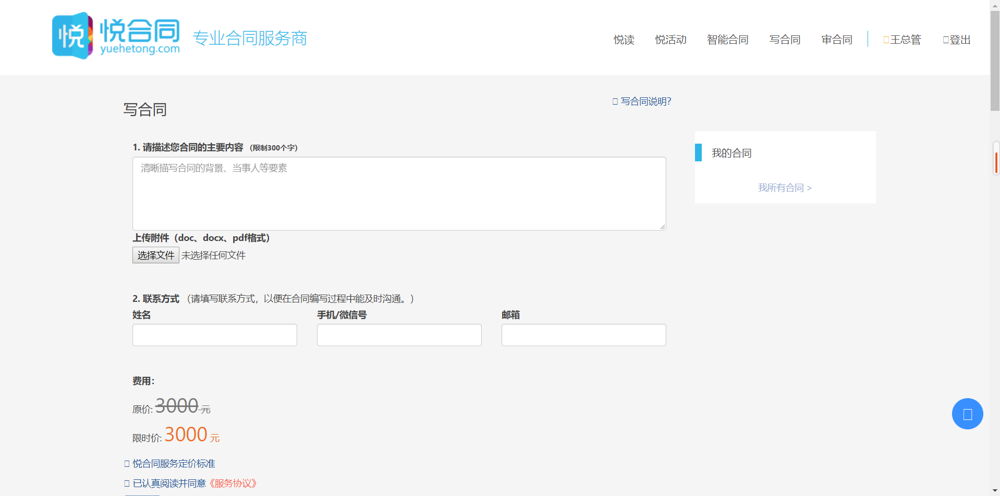 悦 悦合同 专业合同服务商
yuehetong.com
悦读 悦活动 智能合同 写合同 审合同 王总管 登出
写合同
写合同说明?
1. 请描述您合同的主要内容 （限制300个字）
清晰描写合同的背景、当事人等要素
我的合同
我所有合同 >
上传附件（doc、docx、pdf格式）
选择文件 未选择任何文件
2. 联系方式 （请填写联系方式，以便在合同编写过程中能及时沟通。）
姓名 手机/微信号 邮箱
费用：
原价: 3000 元
限时价: 3000 元
悦合同服务定价标准
已认真阅读并同意《服务协议》